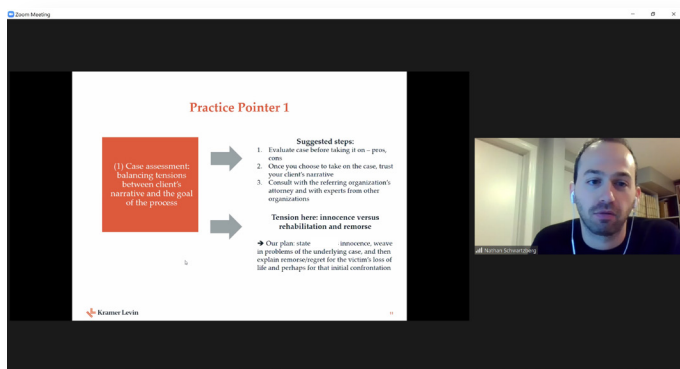 Zoom Meeting
Practice Pointer 1
(1) Case assessment:
balancing tensions
between client's
narrative and the goal
of the process
Suggested steps:
1. Evaluate case before taking it on – pros,
cons
2. Once you choose to take on the case, trust
your client's narrative
3. Consult with the referring organization's
attorney and with experts from other
organizations
Tension here: innocence versus
rehabilitation and remorse
➔ Our plan: state innocence, weave
in problems of the underlying case, and then
explain remorse/regret for the victim's loss of
life and perhaps for that initial confrontation
Kramer Levin
11
Nathan Schwartzberg